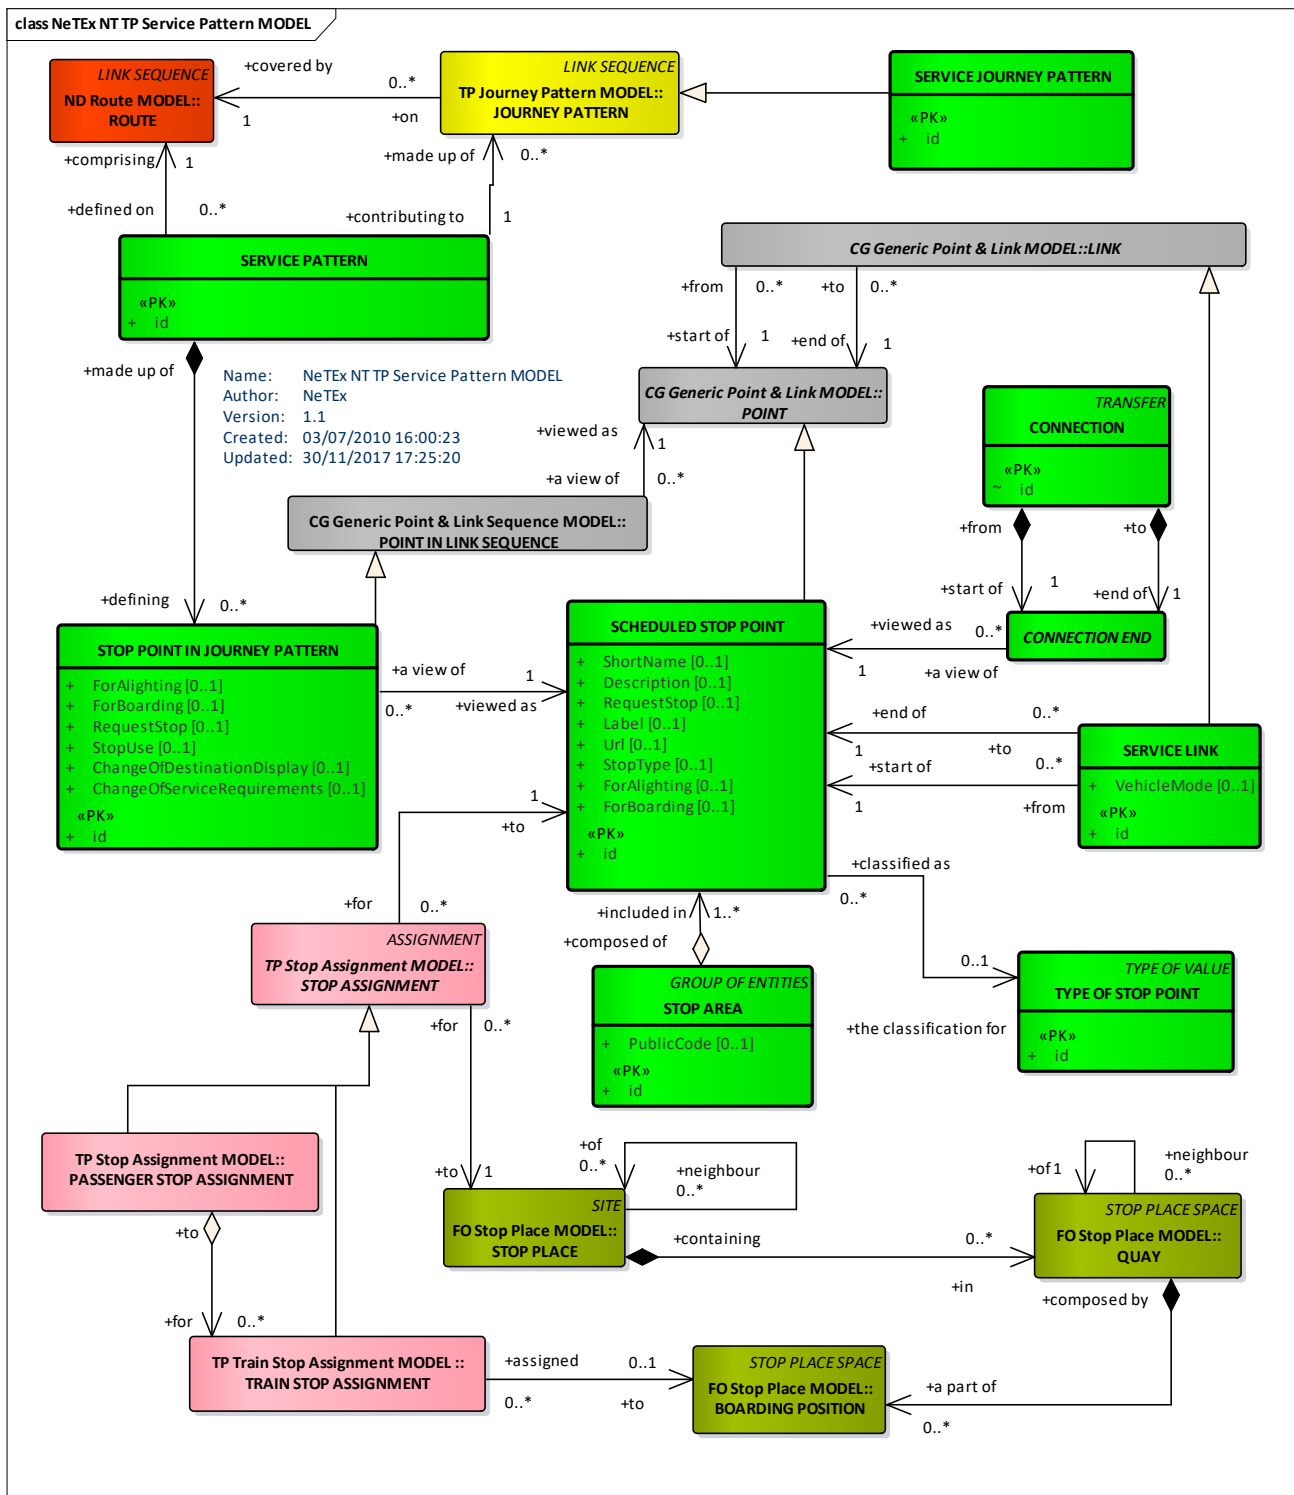 class NeTEx NT TP Service Pattern MODEL
LINK SEQUENCE
ND Route MODEL::
ROUTE
+covered by
0..*
1
+on
LINK SEQUENCE
TP Journey Pattern MODEL::
JOURNEY PATTERN
SERVICE JOURNEY PATTERN
«PK»
+ id
+comprising
1
+defined on
0..*
+made up of
0..*
+contributing to
1
SERVICE PATTERN
«PK»
+ id
CG Generic Point & Link MODEL::LINK
+from
0..*
+to
0..*
+start of
1
+end of
1
+made up of
Name: NeTEx NT TP Service Pattern MODEL
Author: NeTEx
Version: 1.1
Created: 03/07/2010 16:00:23
Updated: 30/11/2017 17:25:20
CG Generic Point & Link MODEL::
POINT
+viewed as
1
+a view of
0..*
TRANSFER
CONNECTION
«PK»
~ id
CG Generic Point & Link Sequence MODEL::
POINT IN LINK SEQUENCE
+from
+to
+start of
1
+end of
1
+defining
0..*
CONNECTION END
STOP POINT IN JOURNEY PATTERN
+ ForAlighting [0..1]
+ ForBoarding [0..1]
+ RequestStop [0..1]
+ StopUse [0..1]
+ ChangeOfDestinationDisplay [0..1]
+ ChangeOfServiceRequirements [0..1]
«PK»
+ id
+a view of
1
0..*
+viewed as
SCHEDULED STOP POINT
+ ShortName [0..1]
+ Description [0..1]
+ RequestStop [0..1]
+ Label [0..1]
+ Url [0..1]
+ StopType [0..1]
+ ForAlighting [0..1]
+ ForBoarding [0..1]
«PK»
+ id
+viewed as
0..*
1
+a view of
+end of
0..*
1
+to
+start of
0..*
1
+from
SERVICE LINK
+ VehicleMode [0..1]
«PK»
+ id
1
+to
+for
0..*
+classified as
0..*
0..1
+the classification for
+included in
1..*
+composed of
ASSIGNMENT
TP Stop Assignment MODEL::
STOP ASSIGNMENT
GROUP OF ENTITIES
STOP AREA
+ PublicCode [0..1]
«PK»
+ id
TYPE OF VALUE
TYPE OF STOP POINT
«PK»
+ id
+for
0..*
+to
1
TP Stop Assignment MODEL::
PASSENGER STOP ASSIGNMENT
+of
0..*
+neighbour
0..*
+of
1
+neighbour
0..*
SITE
FO Stop Place MODEL::
STOP PLACE
STOP PLACE SPACE
FO Stop Place MODEL::
QUAY
+to
+containing
0..*
+in
+composed by
+for
0..*
TP Train Stop Assignment MODEL ::
TRAIN STOP ASSIGNMENT
+assigned
0..1
0..*
+to
STOP PLACE SPACE
FO Stop Place MODEL::
BOARDING POSITION
+a part of
0..*